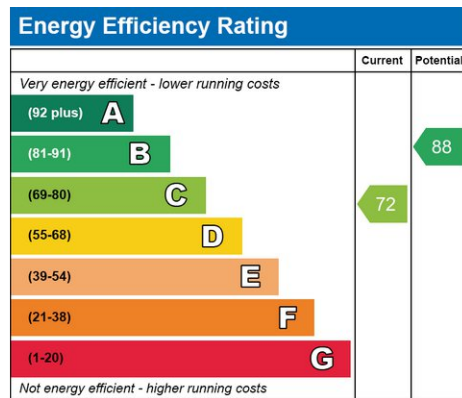 Energy Efficiency Rating
Current Potential
Very energy efficient - lower running costs
(92 plus) A
(81-91) B
88
(69-80) C
72
(55-68) D
(39-54) E
(21-38) F
(1-20) G
Not energy efficient - higher running costs